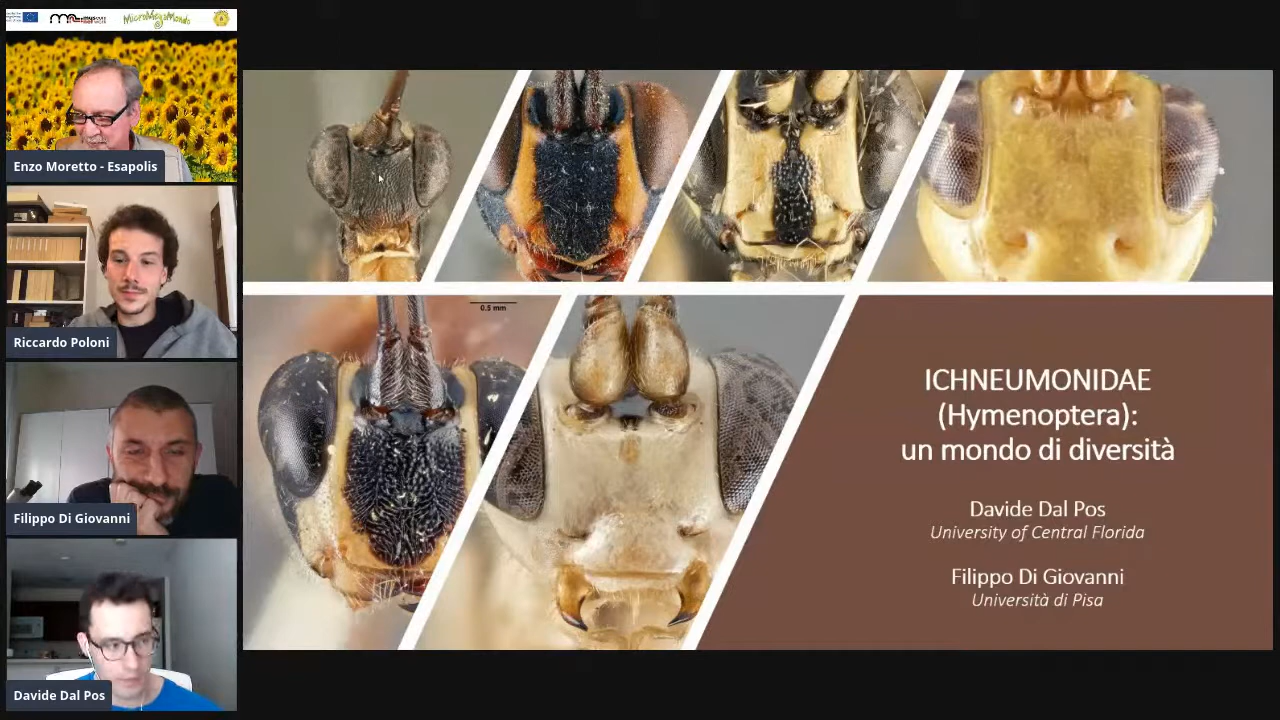 MicroMegaMondo
Enzo Moretto - Esapolis
Riccardo Poloni
Filippo Di Giovanni
Davide Dal Pos
0.5 mm
ICHNEUMONIDAE
(Hymenoptera):
un mondo di diversità
Davide Dal Pos
University of Central Florida
Filippo Di Giovanni
Università di Pisa